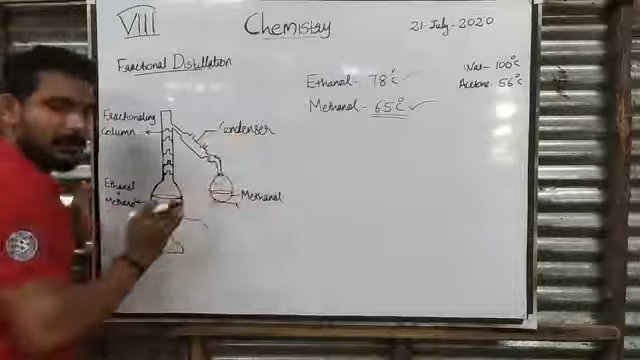 VIII
Chemistry
21 July - 2020
Fractional Distillation
Ethanol - 78°C
Methanol - 65°C
Water - 100°C
Acetone - 56°C
Fractionating
Column
Condenser
Ethanol
+
Methanol
Methanol